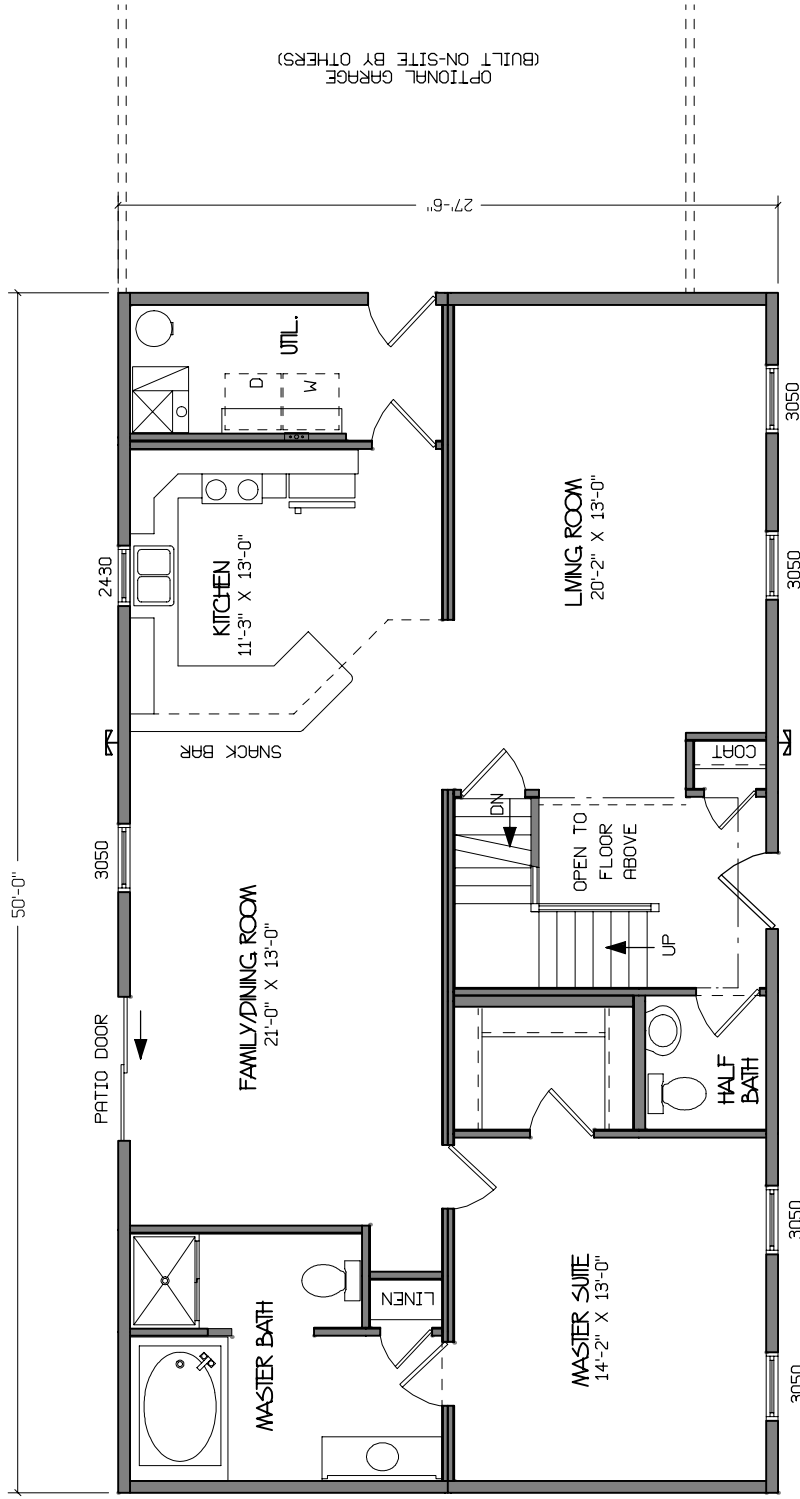 OPTIONAL GARAGE
(BUILT ON-SITE BY OTHERS)
27'-6"
50'-0"
UTIL.
D
W
2430
KITCHEN
11'-3" X 13'-0"
SNACK BAR
LIVING ROOM
20'-2" X 13'-0"
3050
3050
COAT
DN
OPEN TO
FLOOR
ABOVE
UP
3050
FAMILY/DINING ROOM
21'-0" X 13'-0"
PATIO DOOR
HALF
BATH
LINEN
MASTER BATH
MASTER SUITE
14'-2" X 13'-0"
3050
3050